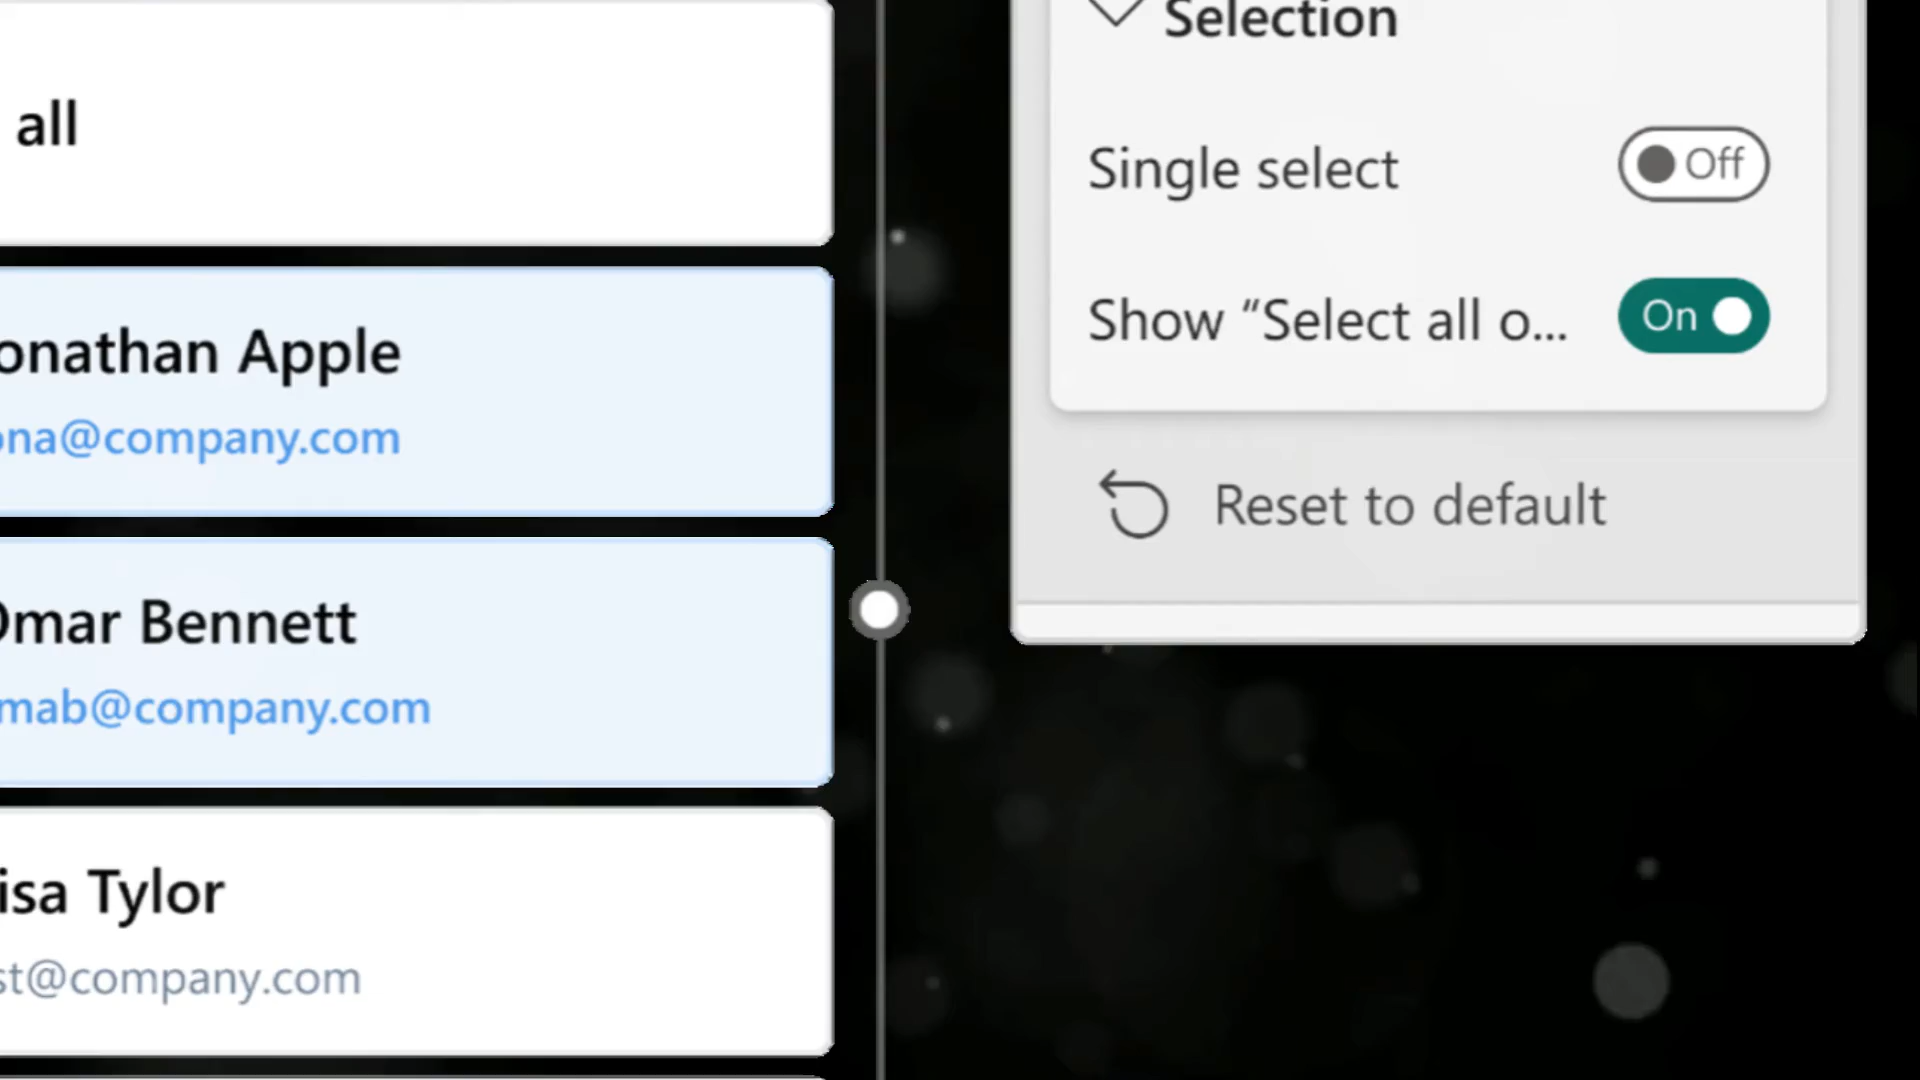 all
onathan Apple
ona@company.com
Omar Bennett
mab@company.com
isa Tylor
st@company.com
Selection
Single select
Off
Show “Select all o...
On
Reset to default